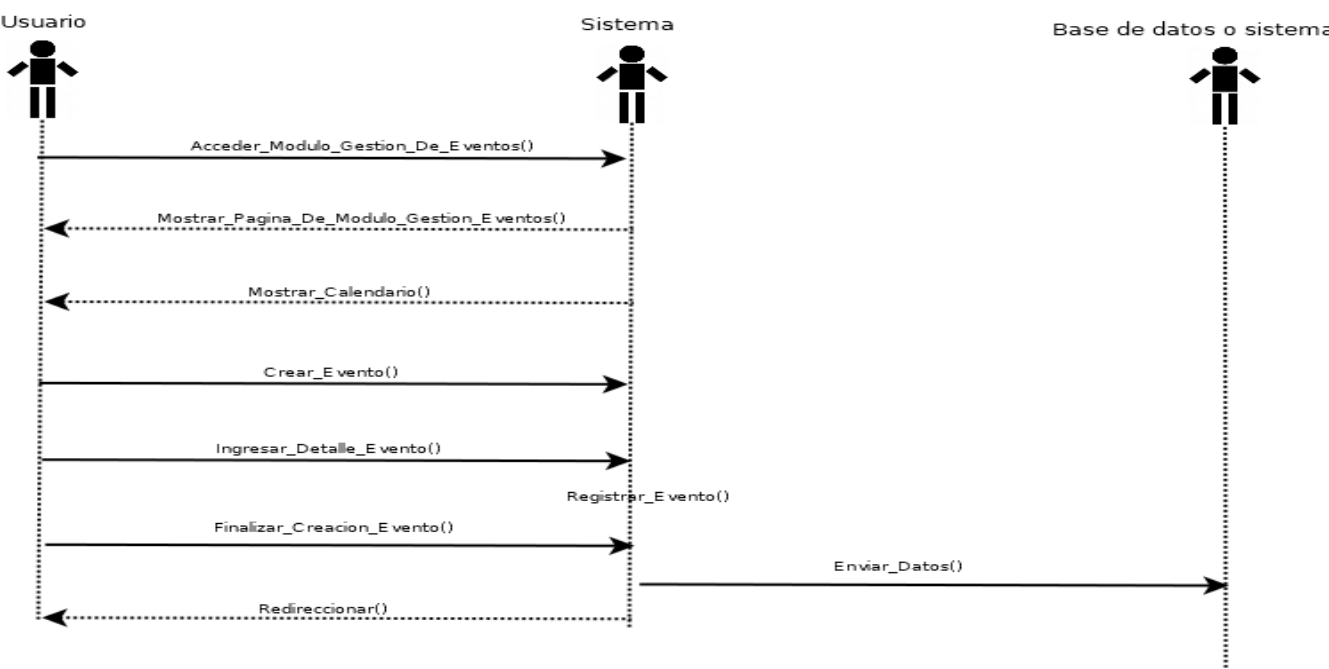 Usuario
Sistema
Base de datos o sistema
Acceder_Modulo_Gestion_De_Eventos()
Mostrar_Pagina_De_Modulo_Gestion_Eventos()
Mostrar_Calendario()
Crear_Evento()
Ingresar_Detalle_Evento()
Registrar_Evento()
Finalizar_Creacion_Evento()
Enviar_Datos()
Redireccionar()